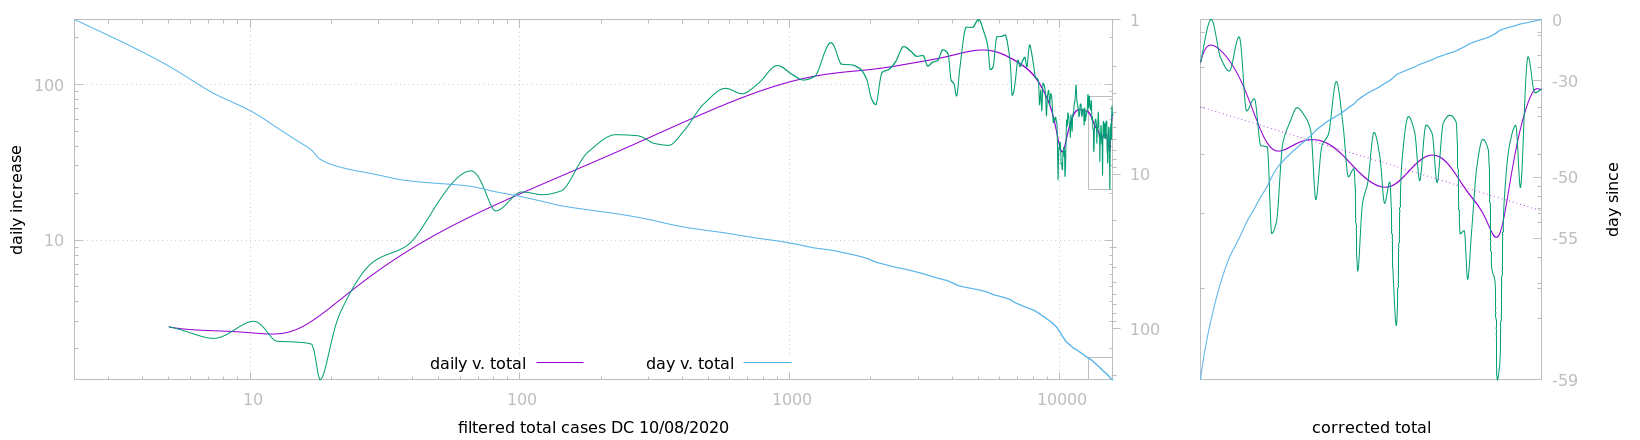 daily increase
100
10
10
100
1000
10000
1
10
100
daily v. total
day v. total
filtered total cases DC 10/08/2020
0
-30
-50
-55
-59
day since
corrected total